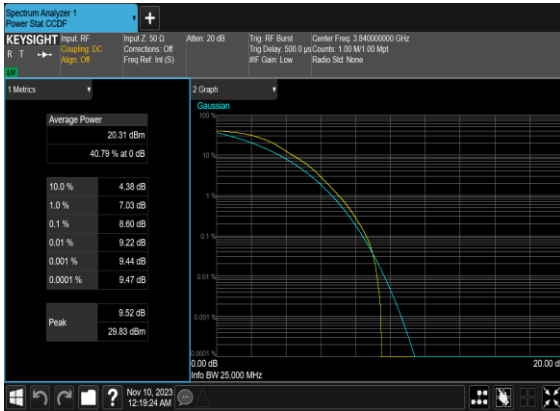 Spectrum Analyzer 1
Power Stat CCDF
+
KEYSIGHT Input: RF Input Z: 50 Ω Atten: 20 dB Trig: RF Burst Center Freq: 3.840000000 GHz
R T Coupling: DC Corrections: Off Trig Delay: 500.0 µs Counts: 1.00 M/1.00 Mpt
Align: Off Freq Ref: Int (S) #IF Gain: Low Radio Std: None
1 Metrics
2 Graph
Average Power
20.31 dBm
40.79 % at 0 dB
10.0 % 4.38 dB
1.0 % 7.03 dB
0.1 % 8.60 dB
0.01 % 9.22 dB
0.001 % 9.44 dB
0.0001 % 9.47 dB
Peak
9.52 dB
29.83 dBm
Gaussian
100 %
10 %
1 %
0.1 %
0.01 %
0.001 %
0.0001 %
0.00 dB 20.00 d
Info BW 25.000 MHz
? Nov 10, 2023
12:19:24 AM